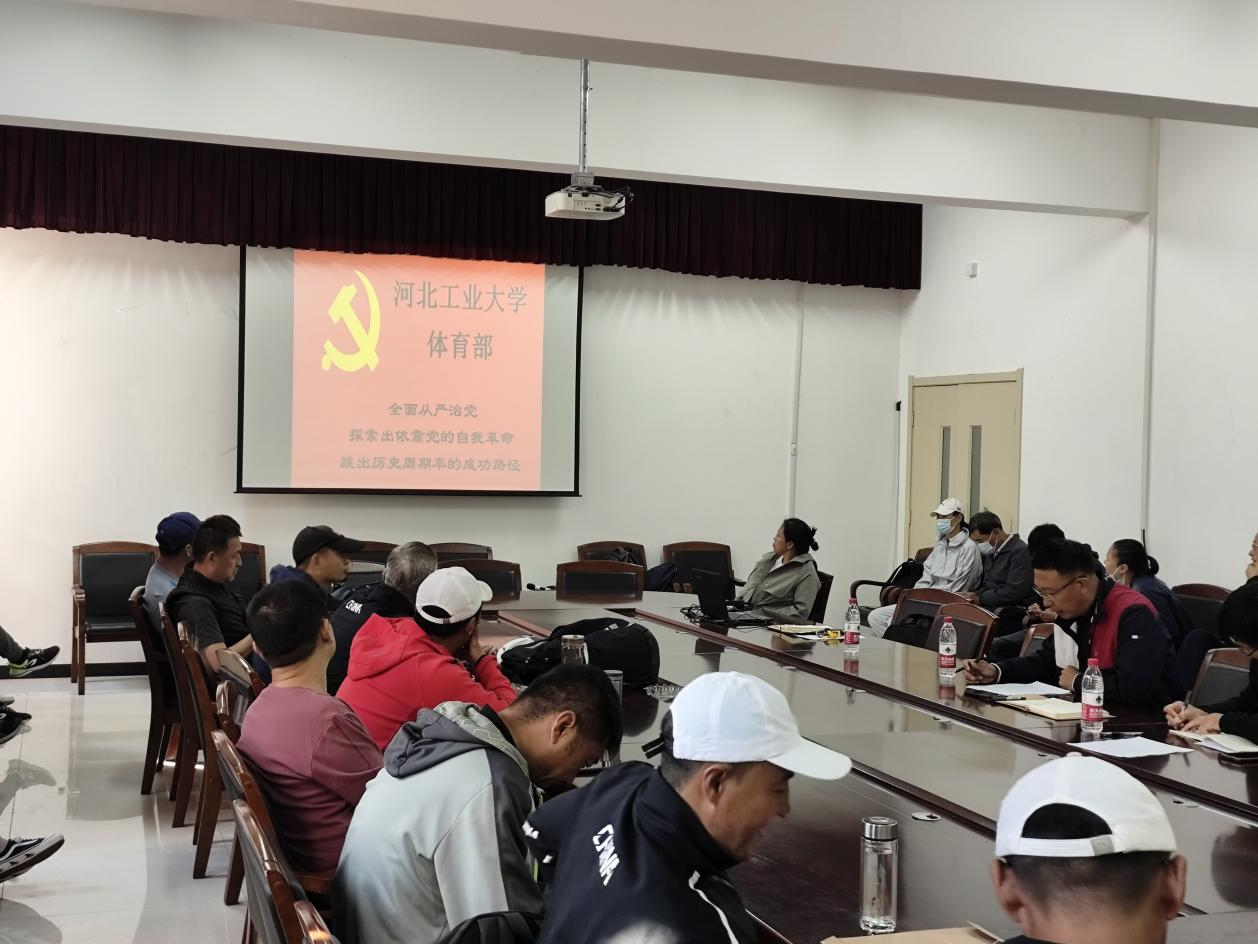 河北工业大学
体育部
全面从严治党
探索出依靠党的自我革命
跳出历史周期率的成功路径
CHINA
CHINA